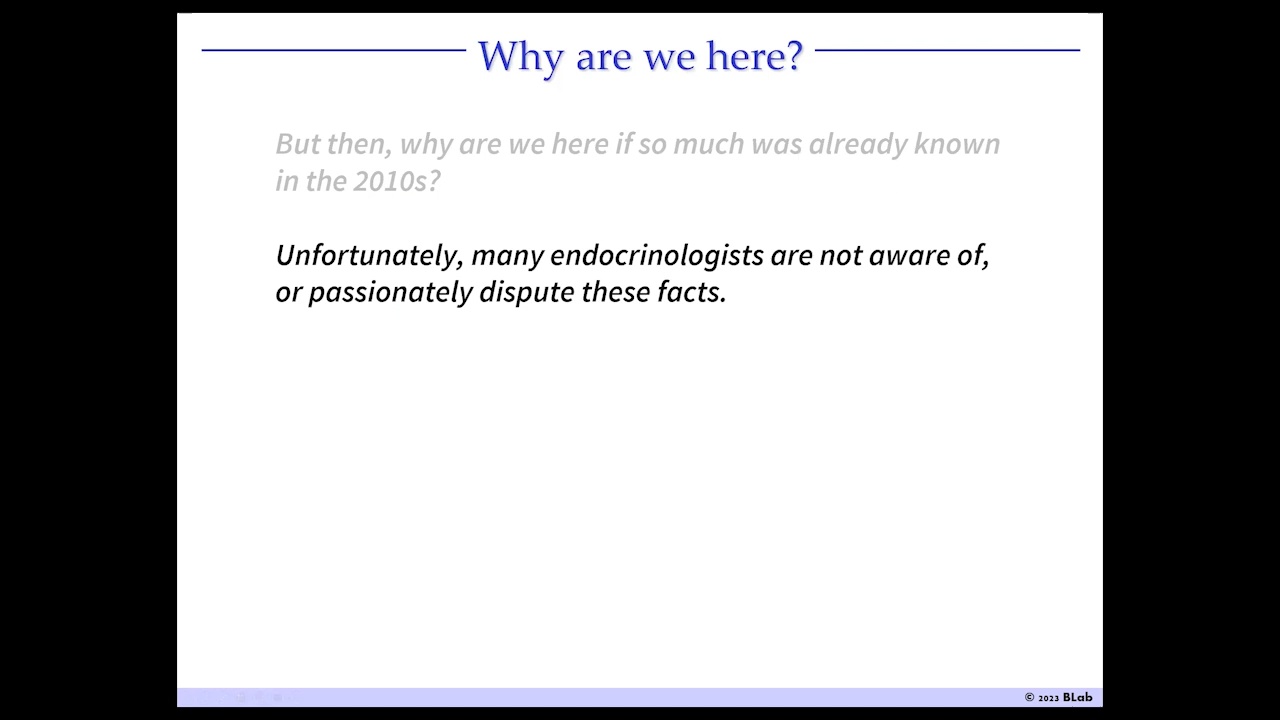 Why are we here?
But then, why are we here if so much was already known
in the 2010s?
Unfortunately, many endocrinologists are not aware of,
or passionately dispute these facts.
© 2023 BLab